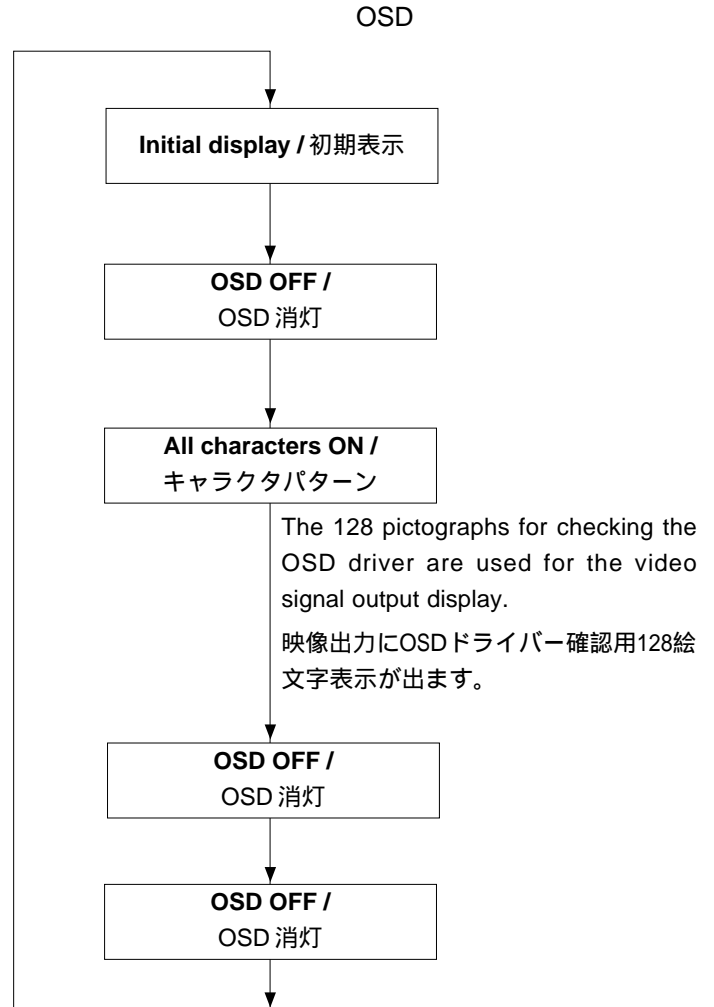 OSD
Initial display / 初期表示
OSD OFF /
OSD 消灯
All characters ON /
キャラクタパターン
The 128 pictographs for checking the
OSD driver are used for the video
signal output display.
映像出力にOSDドライバー確認用128絵
文字表示が出ます。
OSD OFF /
OSD 消灯
OSD OFF /
OSD 消灯